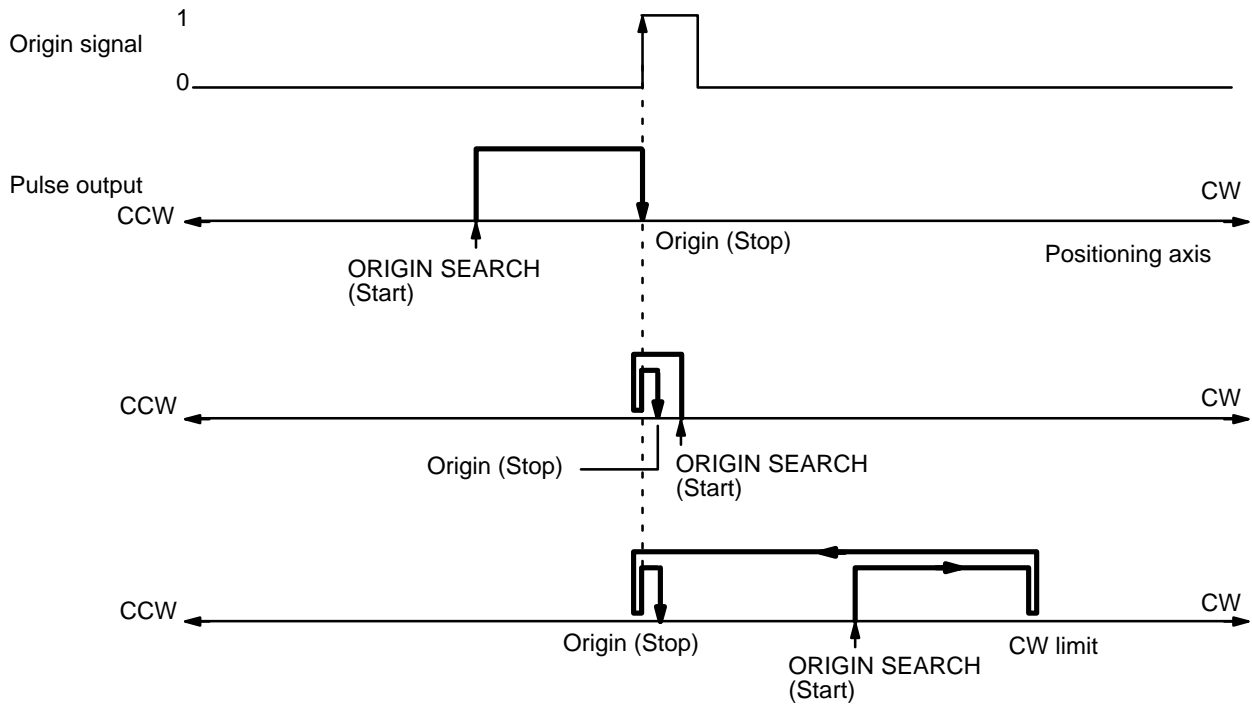 1
Origin signal
0
Pulse output
CCW
CW
Origin (Stop)
Positioning axis
ORIGIN SEARCH
(Start)
CCW
CW
Origin (Stop)
ORIGIN SEARCH
(Start)
CCW
CW
Origin (Stop)
CW limit
ORIGIN SEARCH
(Start)